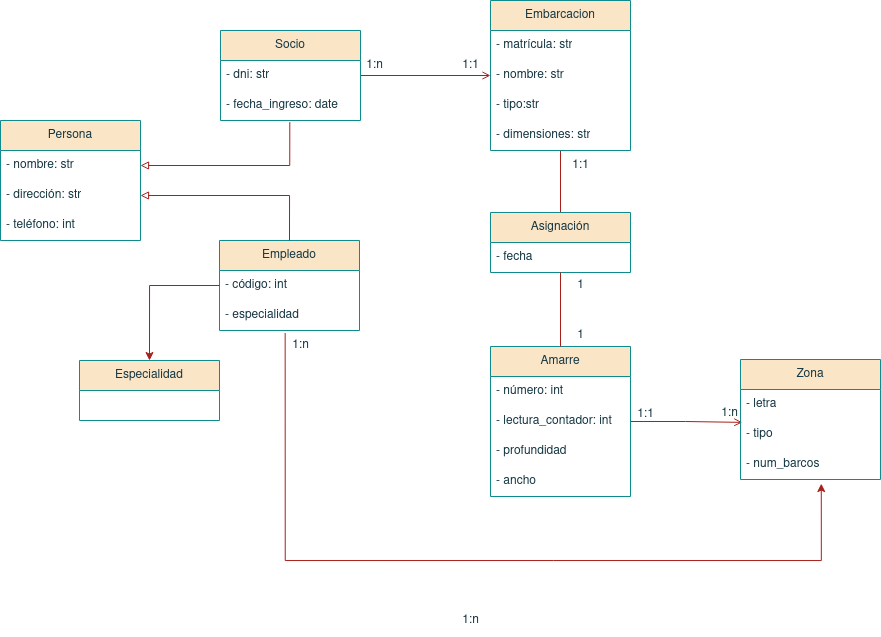 Embarcacion
- matrícula: str
- nombre: str
- tipo:str
- dimensiones: str
Socio
- dni: str
- fecha_ingreso: date
1:n
1:1
Persona
- nombre: str
- dirección: str
- teléfono: int
1:1
Asignación
- fecha
Empleado
- código: int
- especialidad
1
1
1:n
Especialidad
Amarre
- número: int
- lectura_contador: int
- profundidad
- ancho
1:1
1:n
Zona
- letra
- tipo
- num_barcos
1:n